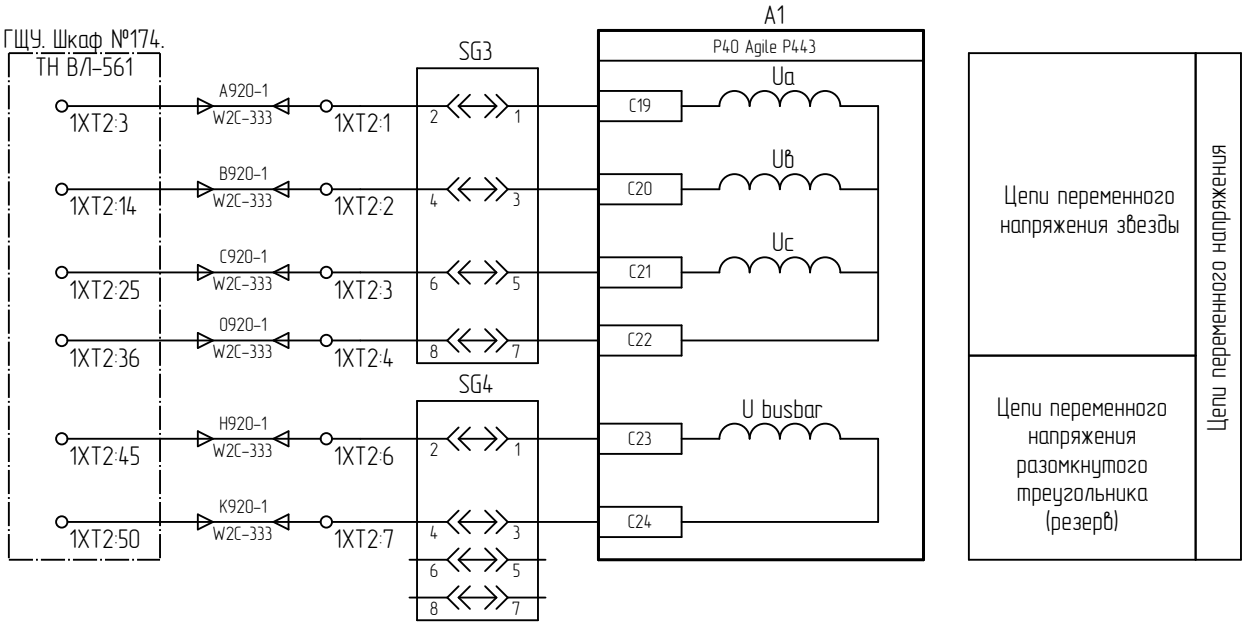 ГЩУ. Шкаф №174.
ТН ВЛ-561
SG3
A1
P40 Agile P443
1XT2:3
A920-1
W2C-333
1XT2:1
2
1
C19
Ua
1XT2:14
B920-1
W2C-333
1XT2:2
4
3
C20
Uв
1XT2:25
C920-1
W2C-333
1XT2:3
6
5
C21
Uc
1XT2:36
0920-1
W2C-333
1XT2:4
8
7
C22
SG4
1XT2:45
H920-1
W2C-333
1XT2:6
2
1
C23
U busbar
1XT2:50
K920-1
W2C-333
1XT2:7
4
3
C24
6
5
8
7
Цепи переменного
напряжения звезды
Цепи переменного
напряжения
разомкнутого
треугольника
(резерв)
Цепи переменного напряжения